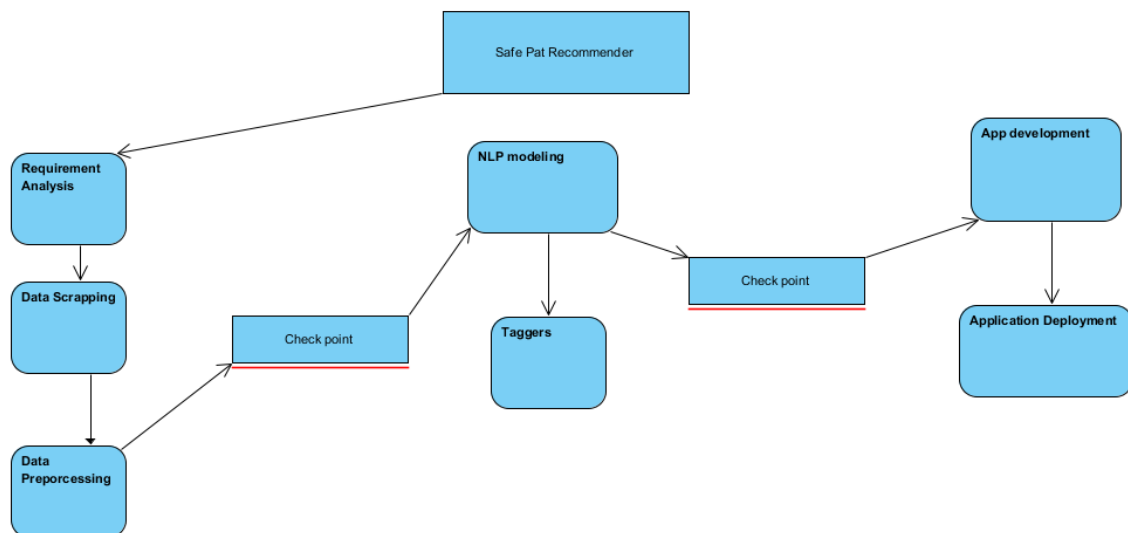 Safe Pat Recommender
Requirement
Analysis
Data Scrapping
Data
Preporcessing
Check point
NLP modeling
Taggers
Check point
App development
Application Deployment